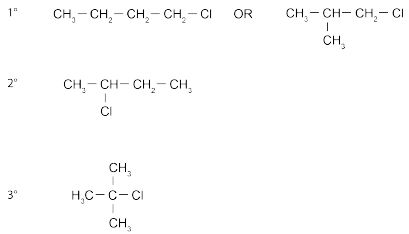 1° CH₃ – CH₂ – CH₂ – CH₂ – Cl OR CH₃ – CH – CH₂ – Cl
|
CH₃
2° CH₃ – CH – CH₂ – CH₃
|
Cl
CH₃
|
3° H₃C – C – Cl
|
CH₃